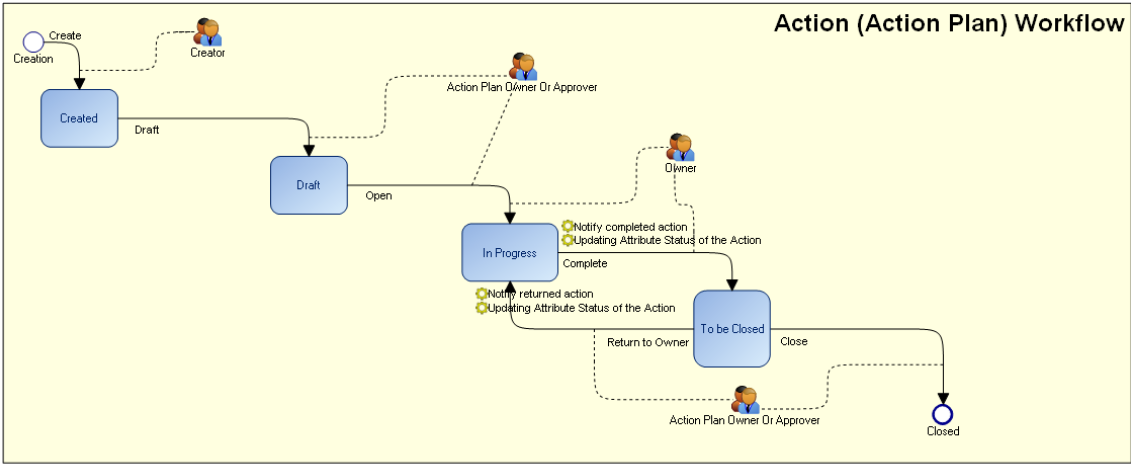 Action (Action Plan) Workflow
Create
Creation
Creator
Action Plan Owner Or Approver
Created
Draft
Owner
Draft
Open
Notify completed action
Updating Attribute Status of the Action
In Progress
Complete
Notify returned action
Updating Attribute Status of the Action
To be Closed
Return to Owner
Close
Action Plan Owner Or Approver
Closed